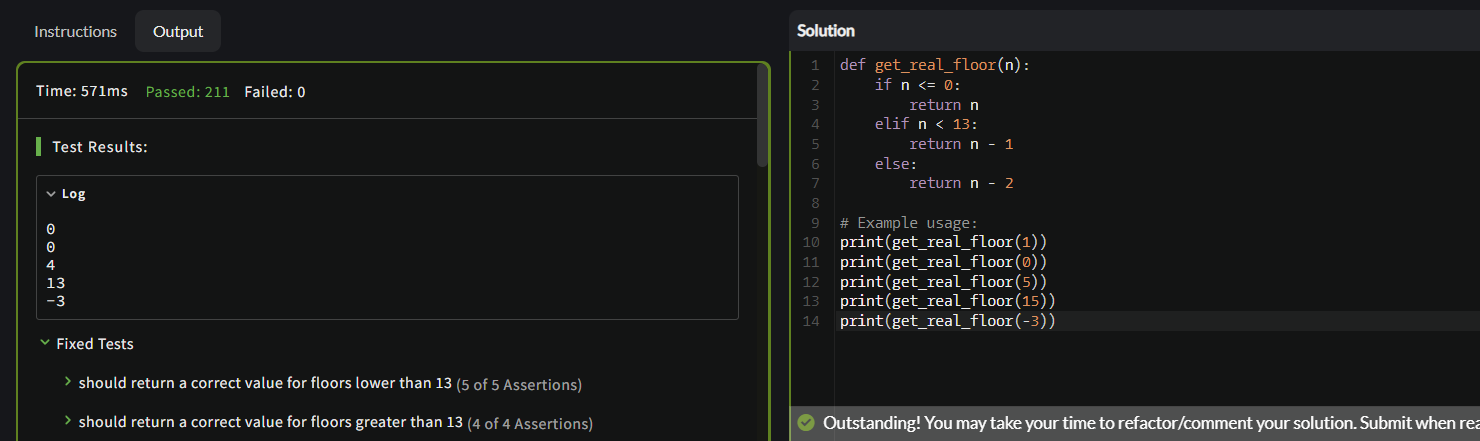 Instructions
Output
Time: 571ms Passed: 211 Failed: 0
Test Results:
Log
0
0
4
13
-3
Fixed Tests
should return a correct value for floors lower than 13 (5 of 5 Assertions)
should return a correct value for floors greater than 13 (4 of 4 Assertions)
Solution
1 def get_real_floor(n):
2     if n <= 0:
3         return n
4     elif n < 13:
5         return n - 1
6     else:
7         return n - 2
8
9 # Example usage:
10 print(get_real_floor(1))
11 print(get_real_floor(0))
12 print(get_real_floor(5))
13 print(get_real_floor(15))
14 print(get_real_floor(-3))
Outstanding! You may take your time to refactor/comment your solution. Submit when